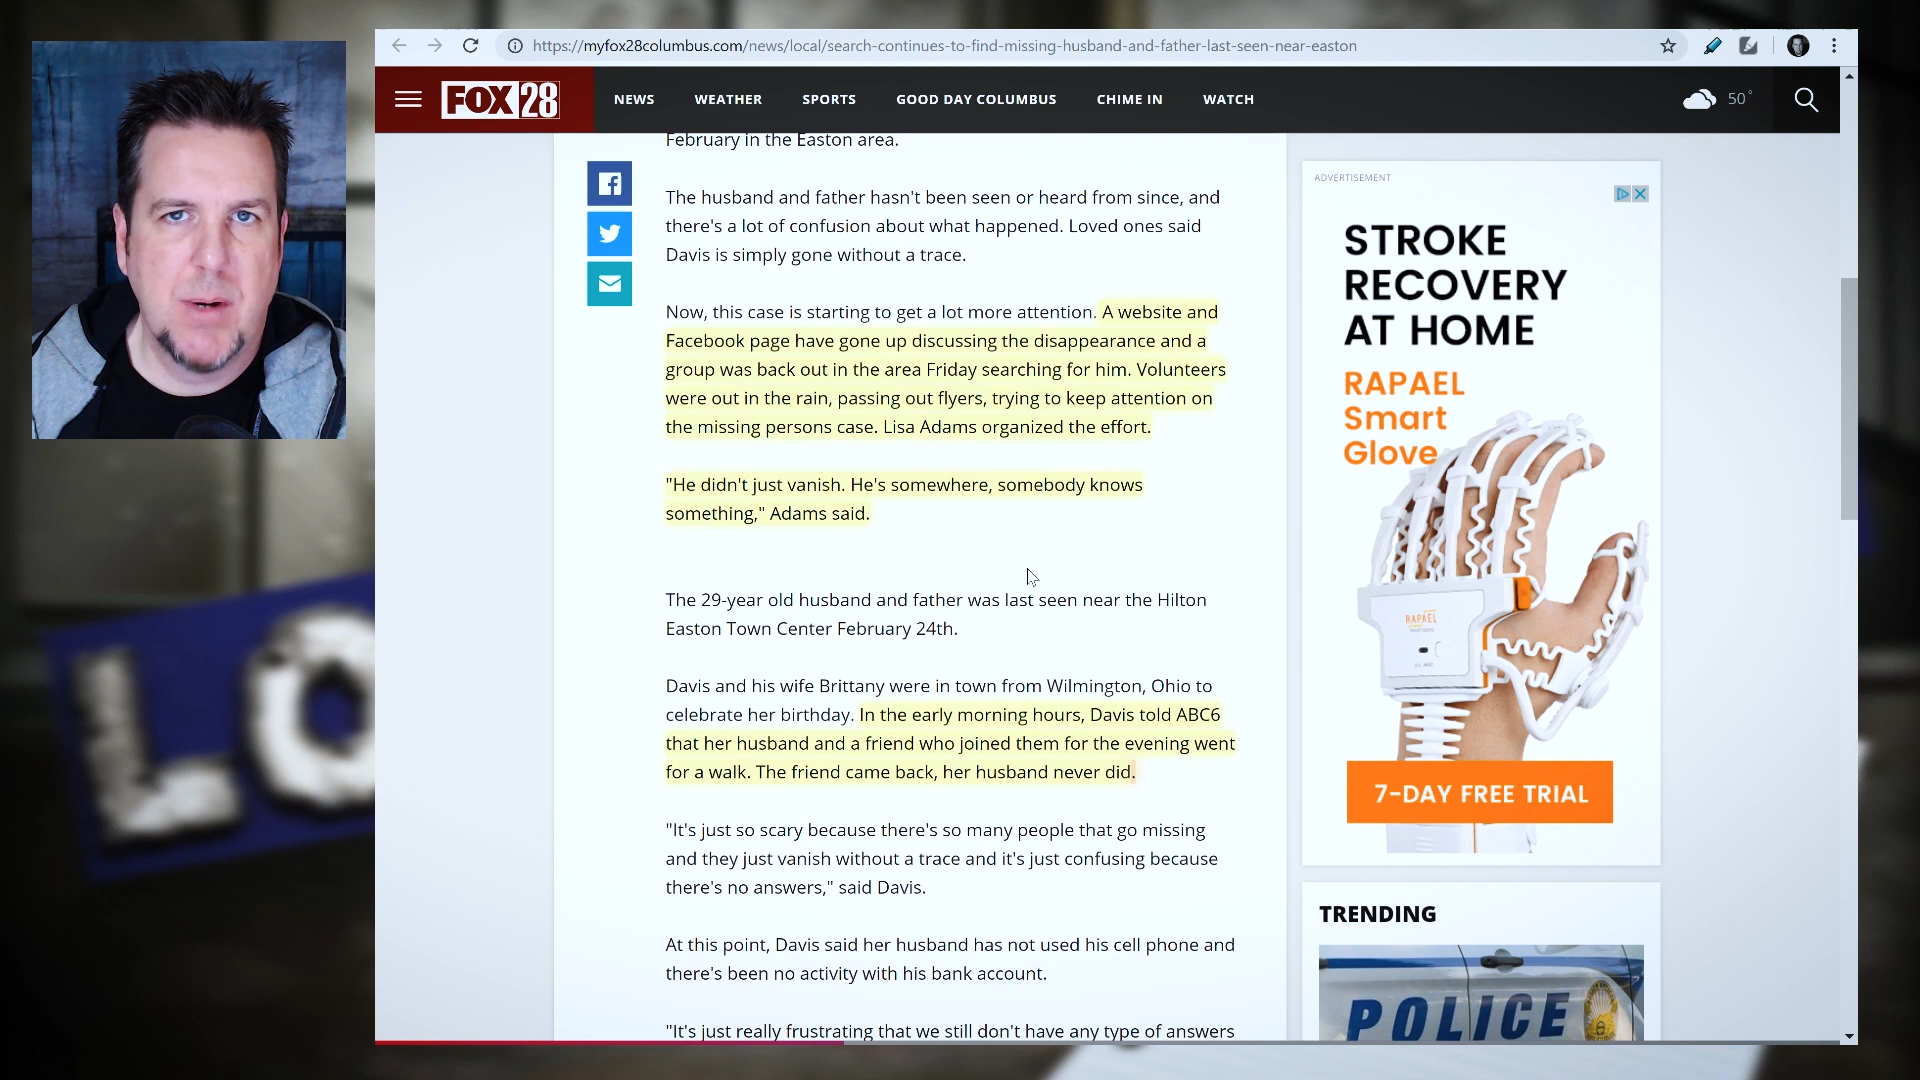 https://myfox28columbus.com/news/local/search-continues-to-find-missing-husband-and-father-last-seen-near-easton
FOX 28
NEWS WEATHER SPORTS GOOD DAY COLUMBUS CHIME IN WATCH 50°
February in the Easton area.
The husband and father hasn't been seen or heard from since, and
there's a lot of confusion about what happened. Loved ones said
Davis is simply gone without a trace.
Now, this case is starting to get a lot more attention. A website and
Facebook page have gone up discussing the disappearance and a
group was back out in the area Friday searching for him. Volunteers
were out in the rain, passing out flyers, trying to keep attention on
the missing persons case. Lisa Adams organized the effort.
"He didn't just vanish. He's somewhere, somebody knows
something," Adams said.
The 29-year old husband and father was last seen near the Hilton
Easton Town Center February 24th.
Davis and his wife Brittany were in town from Wilmington, Ohio to
celebrate her birthday. In the early morning hours, Davis told ABC6
that her husband and a friend who joined them for the evening went
for a walk. The friend came back, her husband never did.
"It's just so scary because there's so many people that go missing
and they just vanish without a trace and it's just confusing because
there's no answers," said Davis.
At this point, Davis said her husband has not used his cell phone and
there's been no activity with his bank account.
"It's just really frustrating that we still don't have any type of answers
ADVERTISEMENT
STROKE
RECOVERY
AT HOME
RAPAEL
Smart
Glove
RAPAEL
7-DAY FREE TRIAL
TRENDING
POLICE
LO